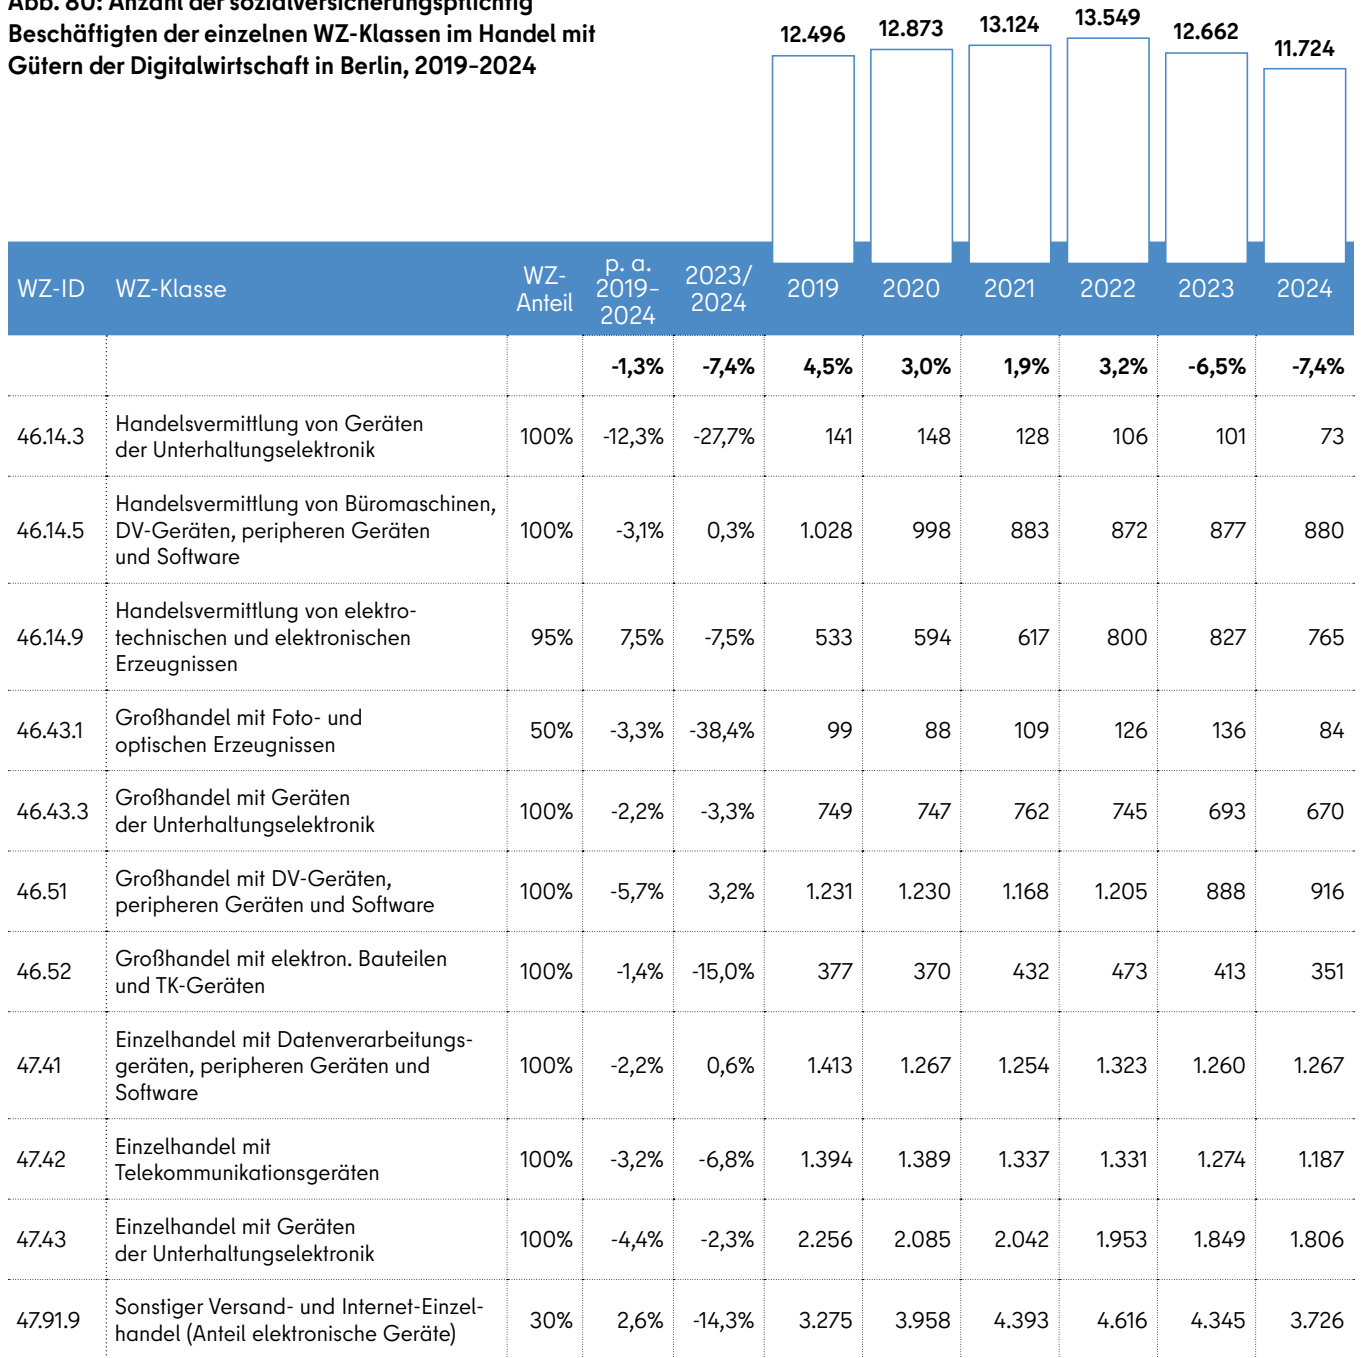 Abb. 80: Anzahl der sozialversicherungspflichtig
Beschäftigten der einzelnen WZ-Klassen im Handel mit
Gütern der Digitalwirtschaft in Berlin, 2019–2024
12.496 12.873 13.124 13.549 12.662 11.724
WZ-ID WZ-Klasse WZ-Anteil p. a. 2019–2024 2023/2024 2019 2020 2021 2022 2023 2024
-1,3% -7,4% 4,5% 3,0% 1,9% 3,2% -6,5% -7,4%
46.14.3 Handelsvermittlung von Geräten
der Unterhaltungselektronik 100% -12,3% -27,7% 141 148 128 106 101 73
46.14.5 Handelsvermittlung von Büromaschinen,
DV-Geräten, peripheren Geräten
und Software 100% -3,1% 0,3% 1.028 998 883 872 877 880
46.14.9 Handelsvermittlung von elektro-
technischen und elektronischen
Erzeugnissen 95% 7,5% -7,5% 533 594 617 800 827 765
46.43.1 Großhandel mit Foto- und
optischen Erzeugnissen 50% -3,3% -38,4% 99 88 109 126 136 84
46.43.3 Großhandel mit Geräten
der Unterhaltungselektronik 100% -2,2% -3,3% 749 747 762 745 693 670
46.51 Großhandel mit DV-Geräten,
peripheren Geräten und Software 100% -5,7% 3,2% 1.231 1.230 1.168 1.205 888 916
46.52 Großhandel mit elektron. Bauteilen
und TK-Geräten 100% -1,4% -15,0% 377 370 432 473 413 351
47.41 Einzelhandel mit Datenverarbeitungs-
geräten, peripheren Geräten und
Software 100% -2,2% 0,6% 1.413 1.267 1.254 1.323 1.260 1.267
47.42 Einzelhandel mit
Telekommunikationsgeräten 100% -3,2% -6,8% 1.394 1.389 1.337 1.331 1.274 1.187
47.43 Einzelhandel mit Geräten
der Unterhaltungselektronik 100% -4,4% -2,3% 2.256 2.085 2.042 1.953 1.849 1.806
47.91.9 Sonstiger Versand- und Internet-Einzel-
handel (Anteil elektronische Geräte) 30% 2,6% -14,3% 3.275 3.958 4.393 4.616 4.345 3.726